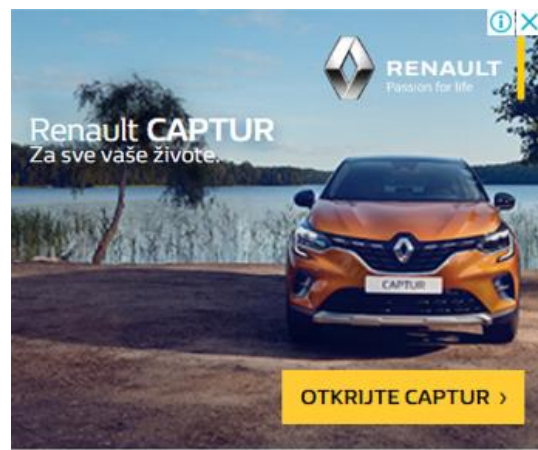 RENAULT
Passion for life
Renault CAPTUR
Za sve vaše živote.
CAPTUR
OTKRIJTE CAPTUR ›